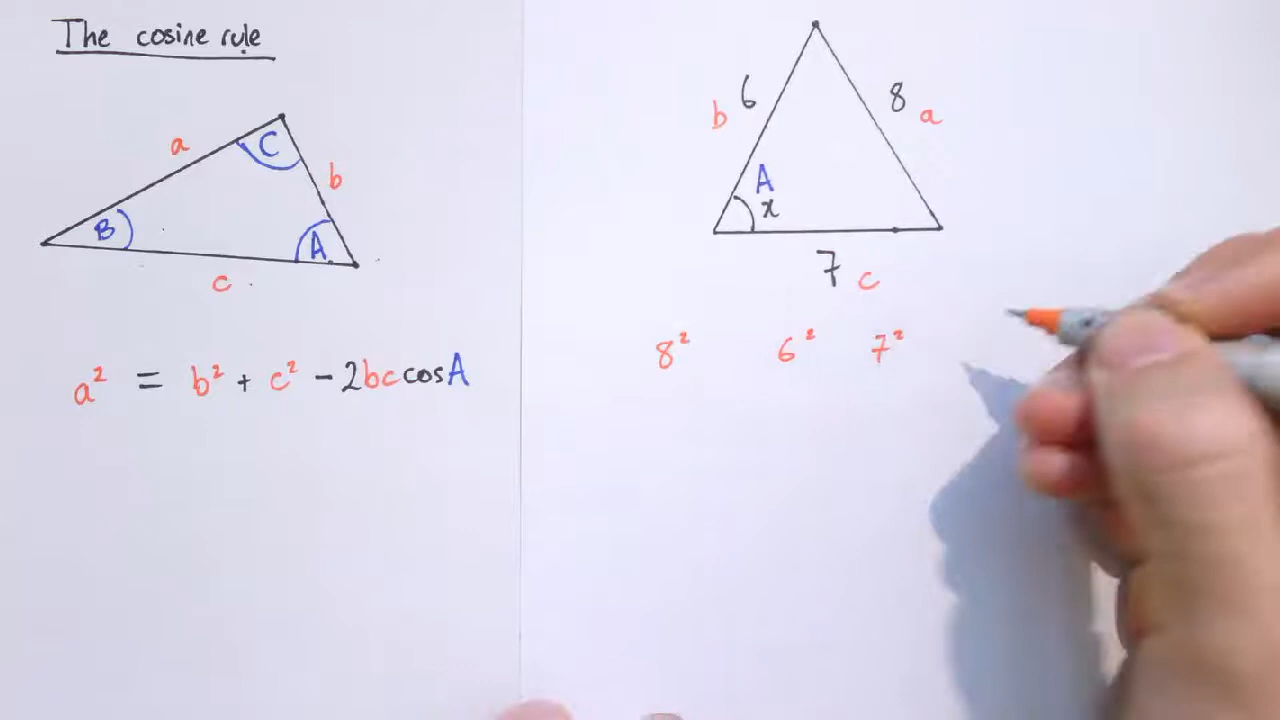 The cosine rule
a
C
b
B
A
c
a² = b² + c² - 2bc cos A
b 6
8 a
A
x
7 c
8² 6² 7²